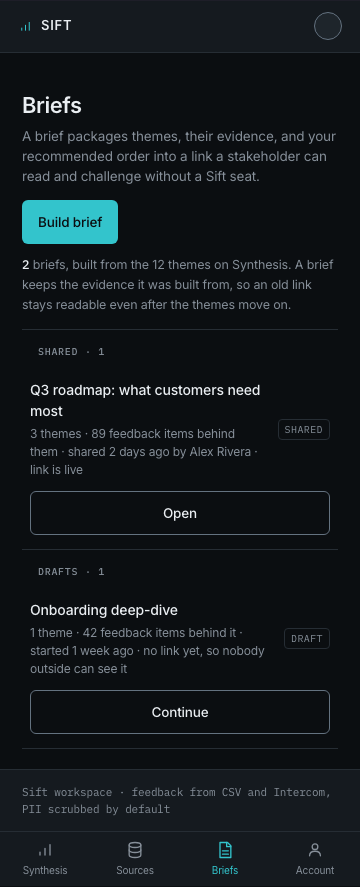 SIFT
Briefs
A brief packages themes, their evidence, and your
recommended order into a link a stakeholder can
read and challenge without a Sift seat.
Build brief
2 briefs, built from the 12 themes on Synthesis. A brief
keeps the evidence it was built from, so an old link
stays readable even after the themes move on.
SHARED · 1
Q3 roadmap: what customers need
most
3 themes · 89 feedback items behind
them · shared 2 days ago by Alex Rivera ·
link is live
SHARED
Open
DRAFTS · 1
Onboarding deep-dive
1 theme · 42 feedback items behind it ·
started 1 week ago · no link yet, so nobody
outside can see it
DRAFT
Continue
Sift workspace · feedback from CSV and Intercom,
PII scrubbed by default
Synthesis
Sources
Briefs
Account